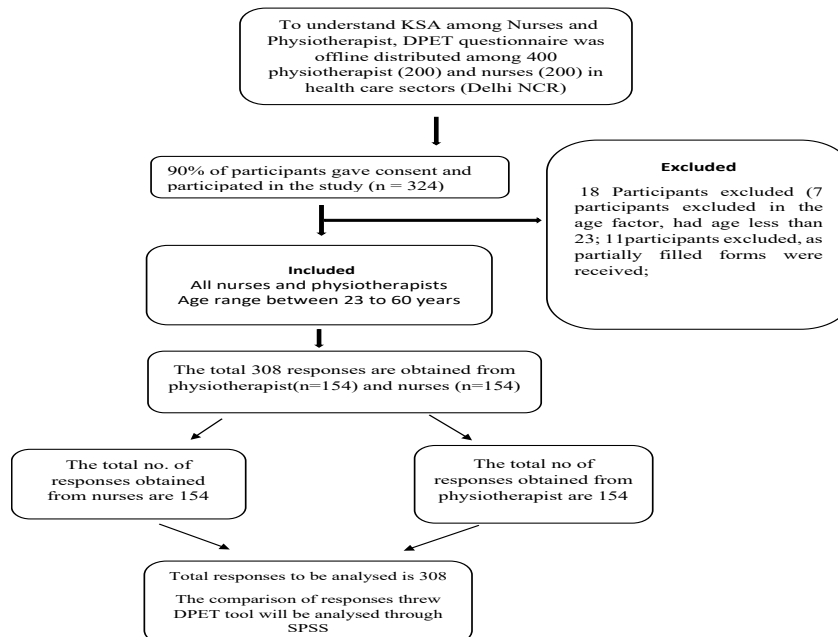 To understand KSA among Nurses and
Physiotherapist, DPET questionnaire was
offline distributed among 400
physiotherapist (200) and nurses (200) in
health care sectors (Delhi NCR)
90% of participants gave consent and
participated in the study (n = 324)
Excluded
18 Participants excluded (7
participants excluded in the
age factor, had age less than
23; 11participants excluded, as
partially filled forms were
received;
Included
All nurses and physiotherapists
Age range between 23 to 60 years
The total 308 responses are obtained from
physiotherapist(n=154) and nurses (n=154)
The total no. of
responses obtained
from nurses are 154
The total no of
responses obtained from
physiotherapist are 154
Total responses to be analysed is 308
The comparison of responses threw
DPET tool will be analysed through
SPSS